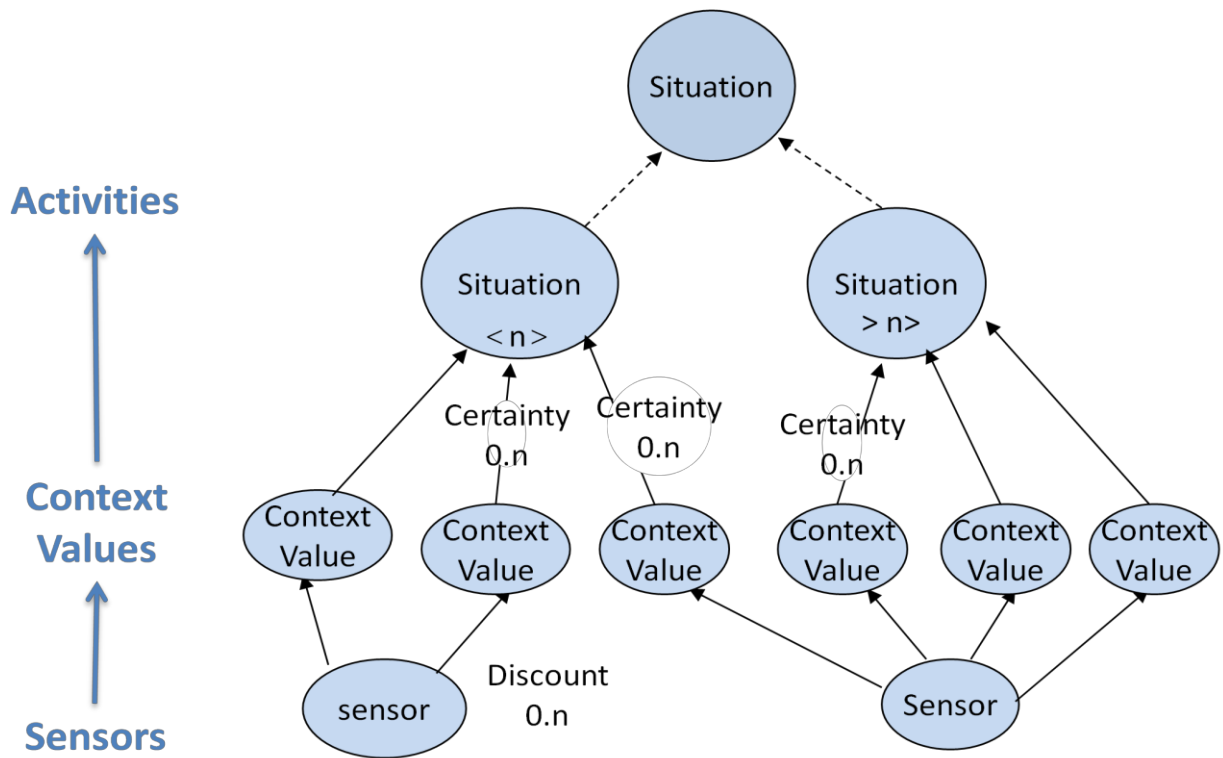 Situation
Activities
Situation
< n >
Situation
> n>
Certainty
0.n
Certainty
0.n
Certainty
0.n
Context
Values
Context
Value
Context
Value
Context
Value
Context
Value
Context
Value
Context
Value
Sensors
sensor
Discount
0.n
Sensor